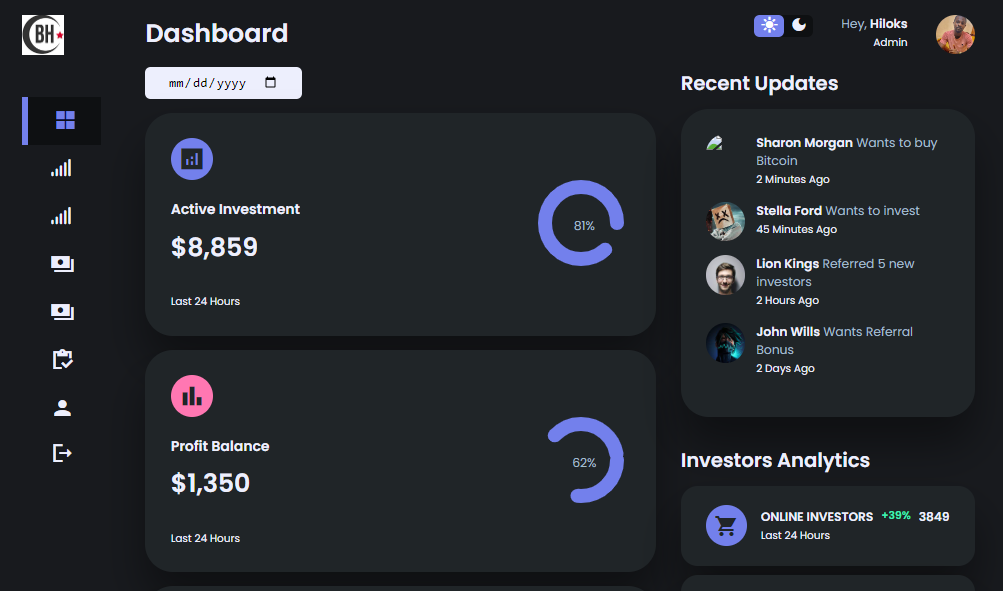 BH
Dashboard
Hey, Hiloks
Admin
mm/dd/yyyy
Active Investment
$8,859
81%
Last 24 Hours
Profit Balance
$1,350
62%
Last 24 Hours
Recent Updates
Sharon Morgan Wants to buy
Bitcoin
2 Minutes Ago
Stella Ford Wants to invest
45 Minutes Ago
Lion Kings Referred 5 new
investors
2 Hours Ago
John Wills Wants Referral
Bonus
2 Days Ago
Investors Analytics
ONLINE INVESTORS +39% 3849
Last 24 Hours